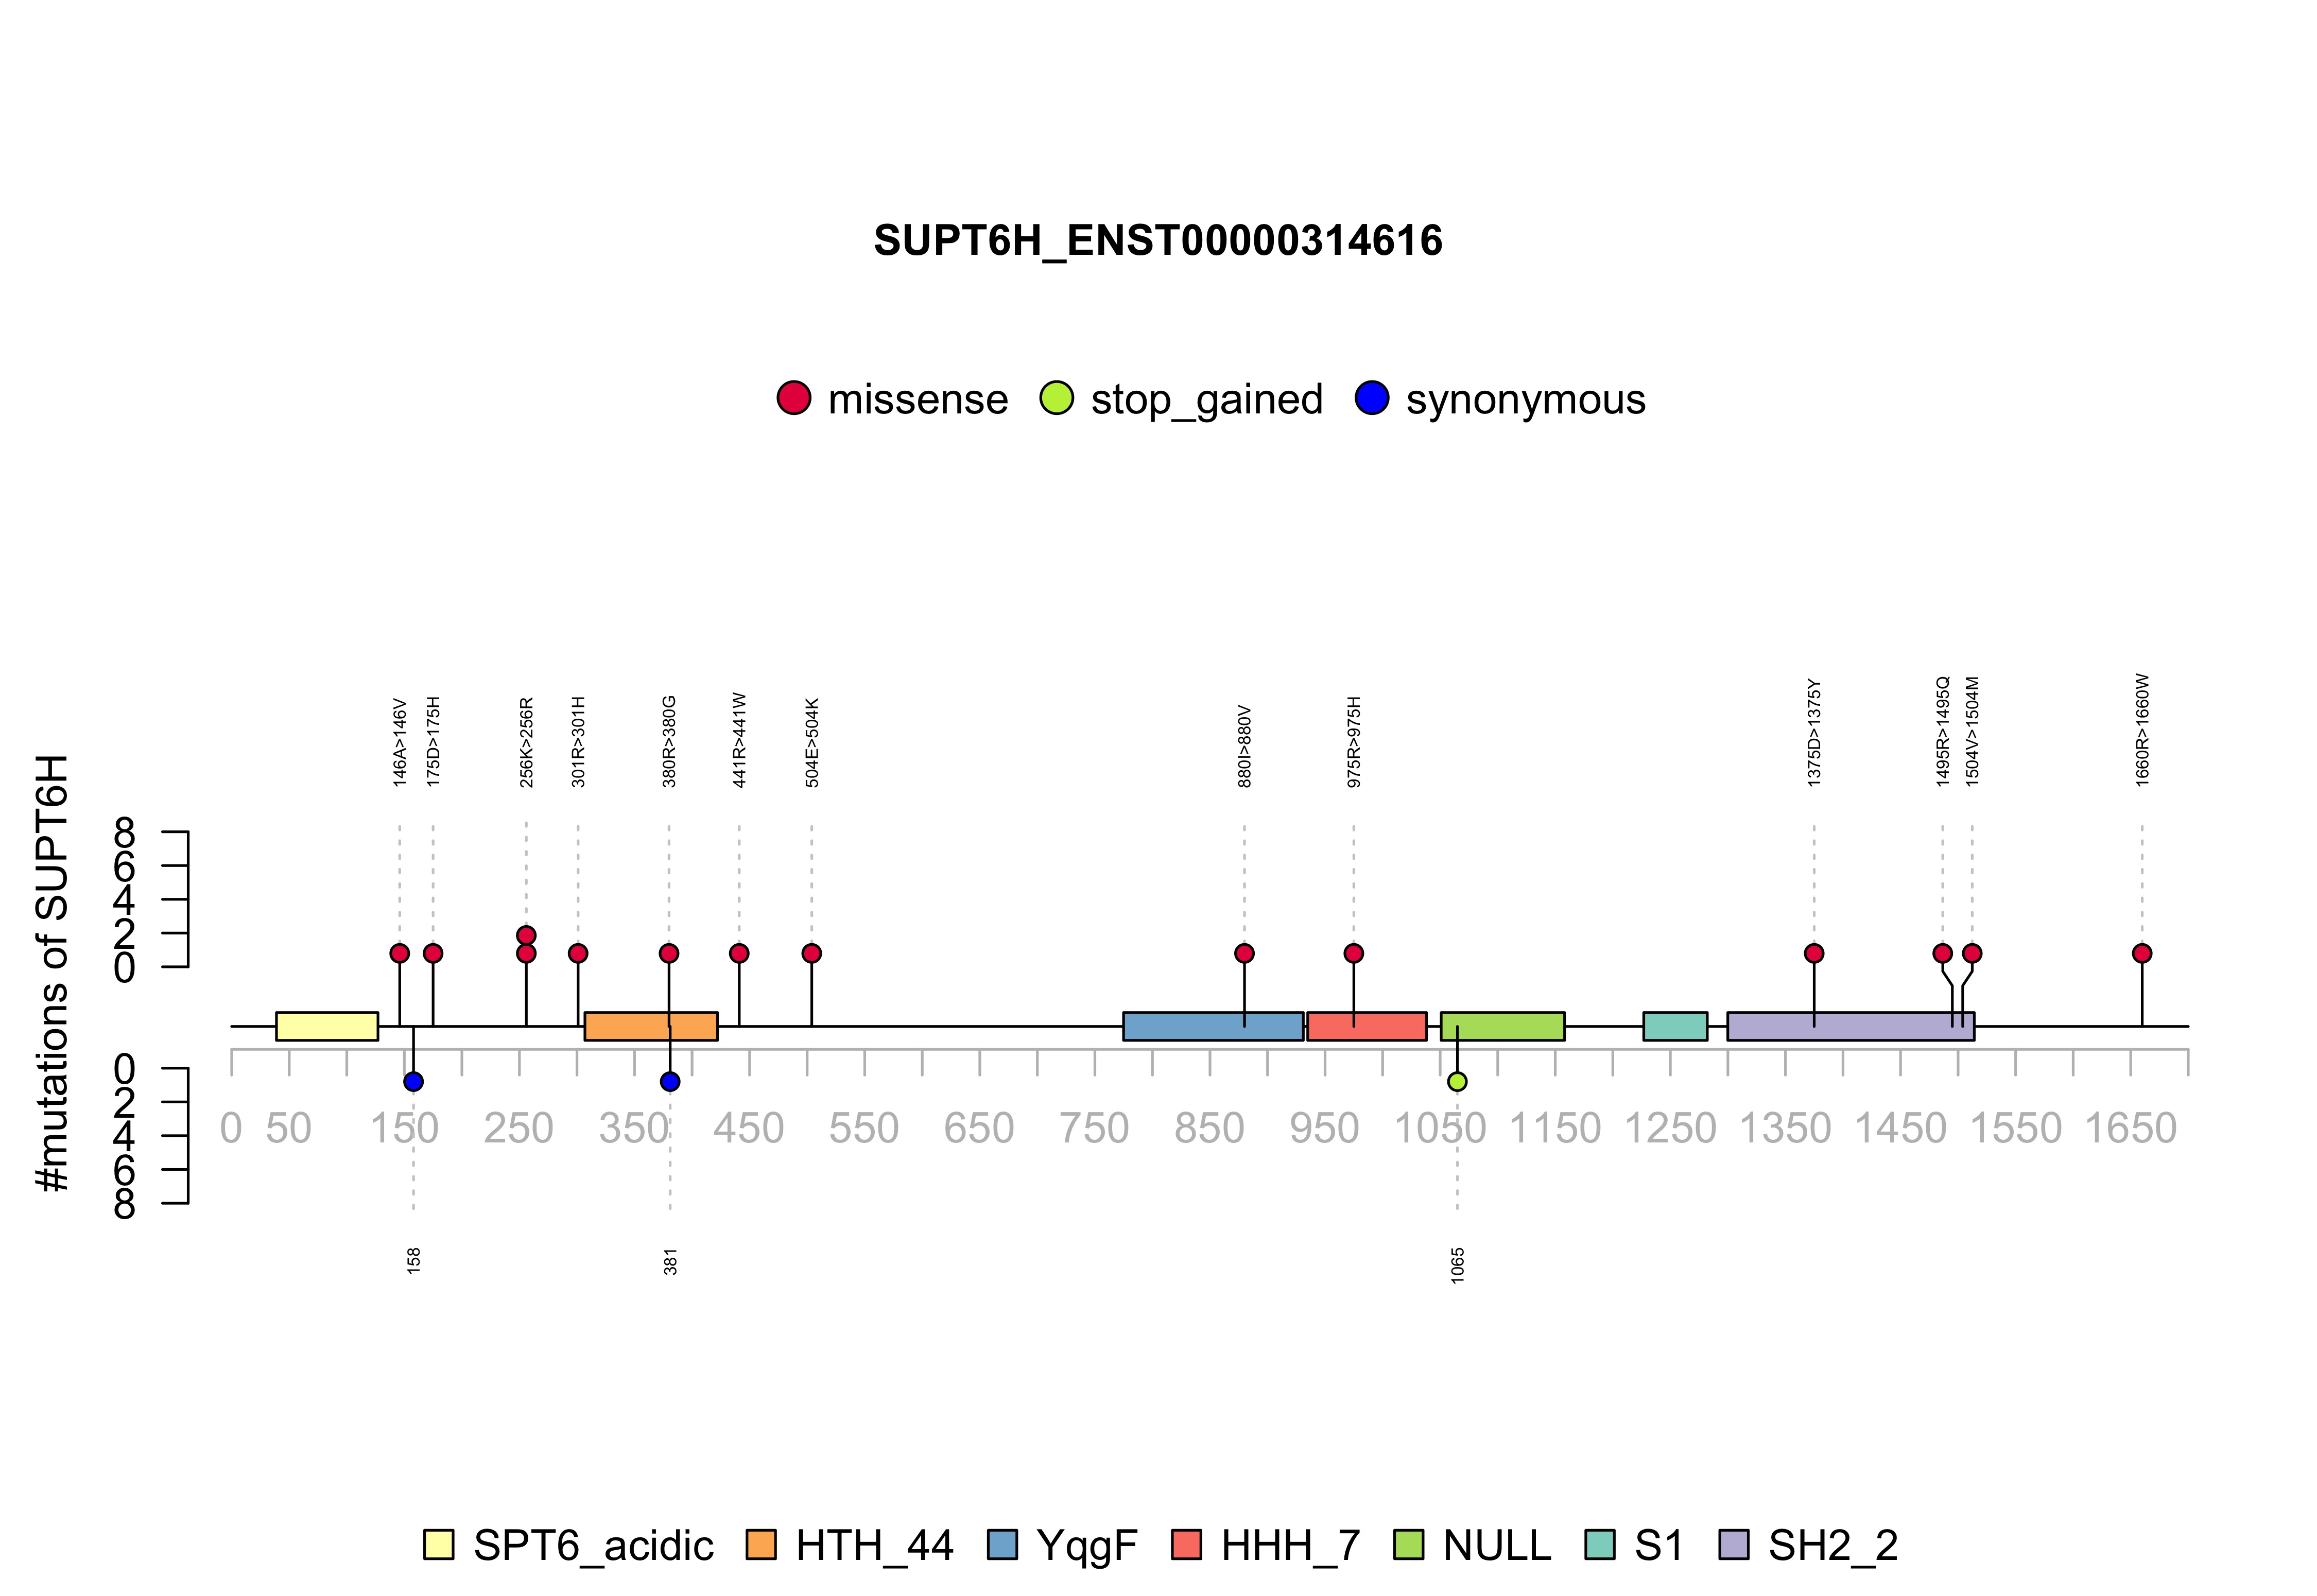 SUPT6H_ENST00000314616
missense stop_gained synonymous
146A>146V 175D>175H 256K>256R 301R>301H 380R>380G 441R>441W 504E>504K 880I>880V 975R>975H 1375D>1375Y 1495R>1495Q 1504V>1504M 1660R>1660W
#mutations of SUPT6H
8
6
4
2
0
0
2
4
6
8
0 50 150 250 350 450 550 650 750 850 950 1050 1150 1250 1350 1450 1550 1650
158 381 1065
SPT6_acidic HTH_44 YqgF HHH_7 NULL S1 SH2_2